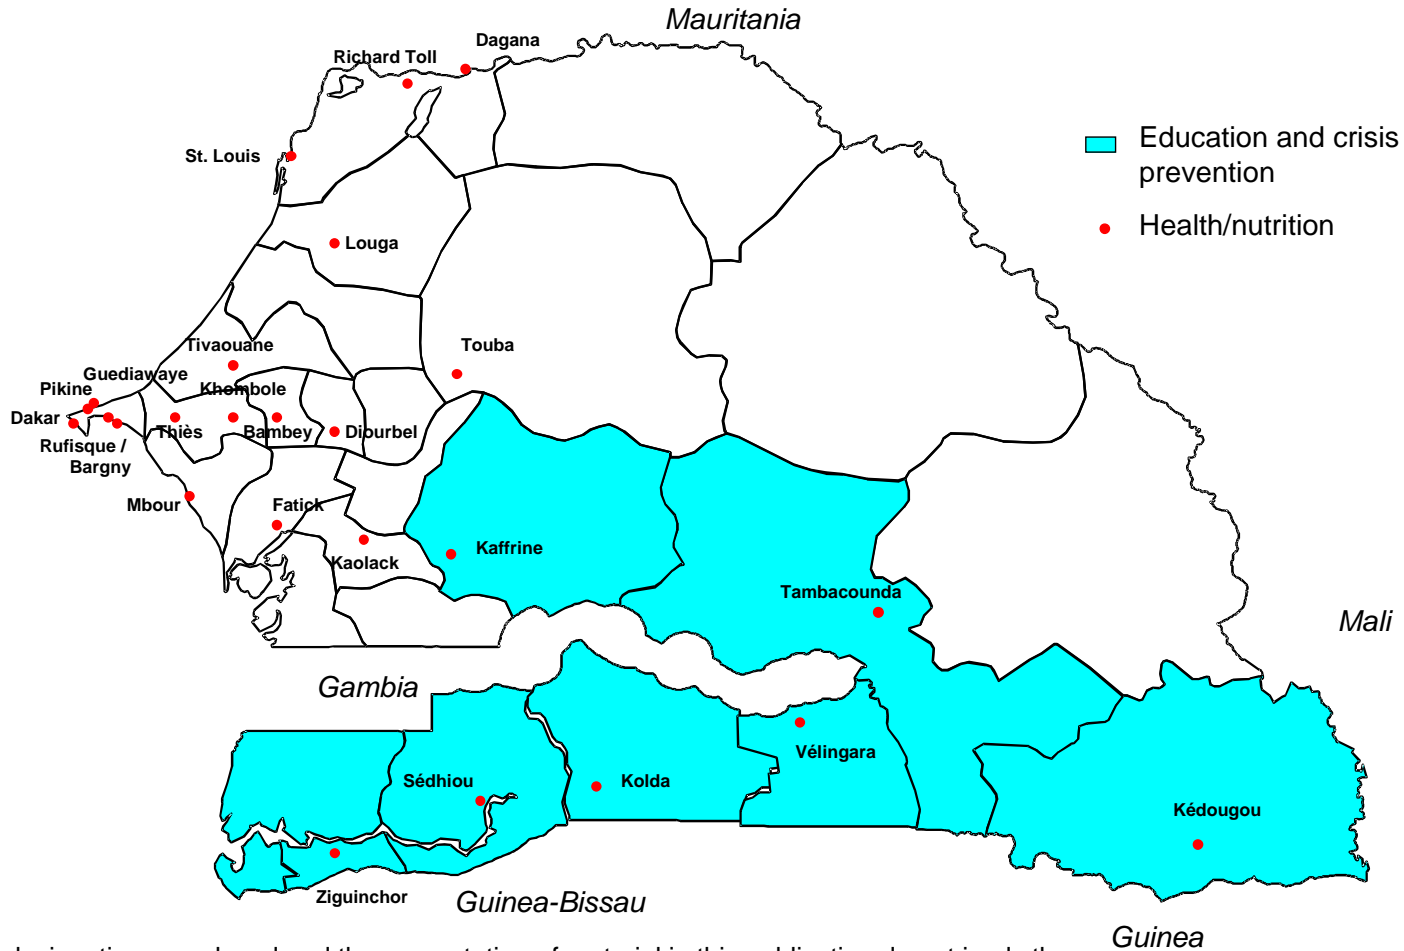 Mauritania
Dagana
Richard Toll
Education and crisis
prevention
St. Louis
Health/nutrition
Louga
Tivaouane
Touba
Guediawaye
Pikine
Khombole
Dakar
Thiès
Bambey
Diourbel
Rufisque /
Bargny
Mbour
Fatick
Kaolack
Kaffrine
Tambacounda
Mali
Gambia
Vélingara
Sédhiou
Kolda
Kédougou
Ziguinchor
Guinea-Bissau
Guinea